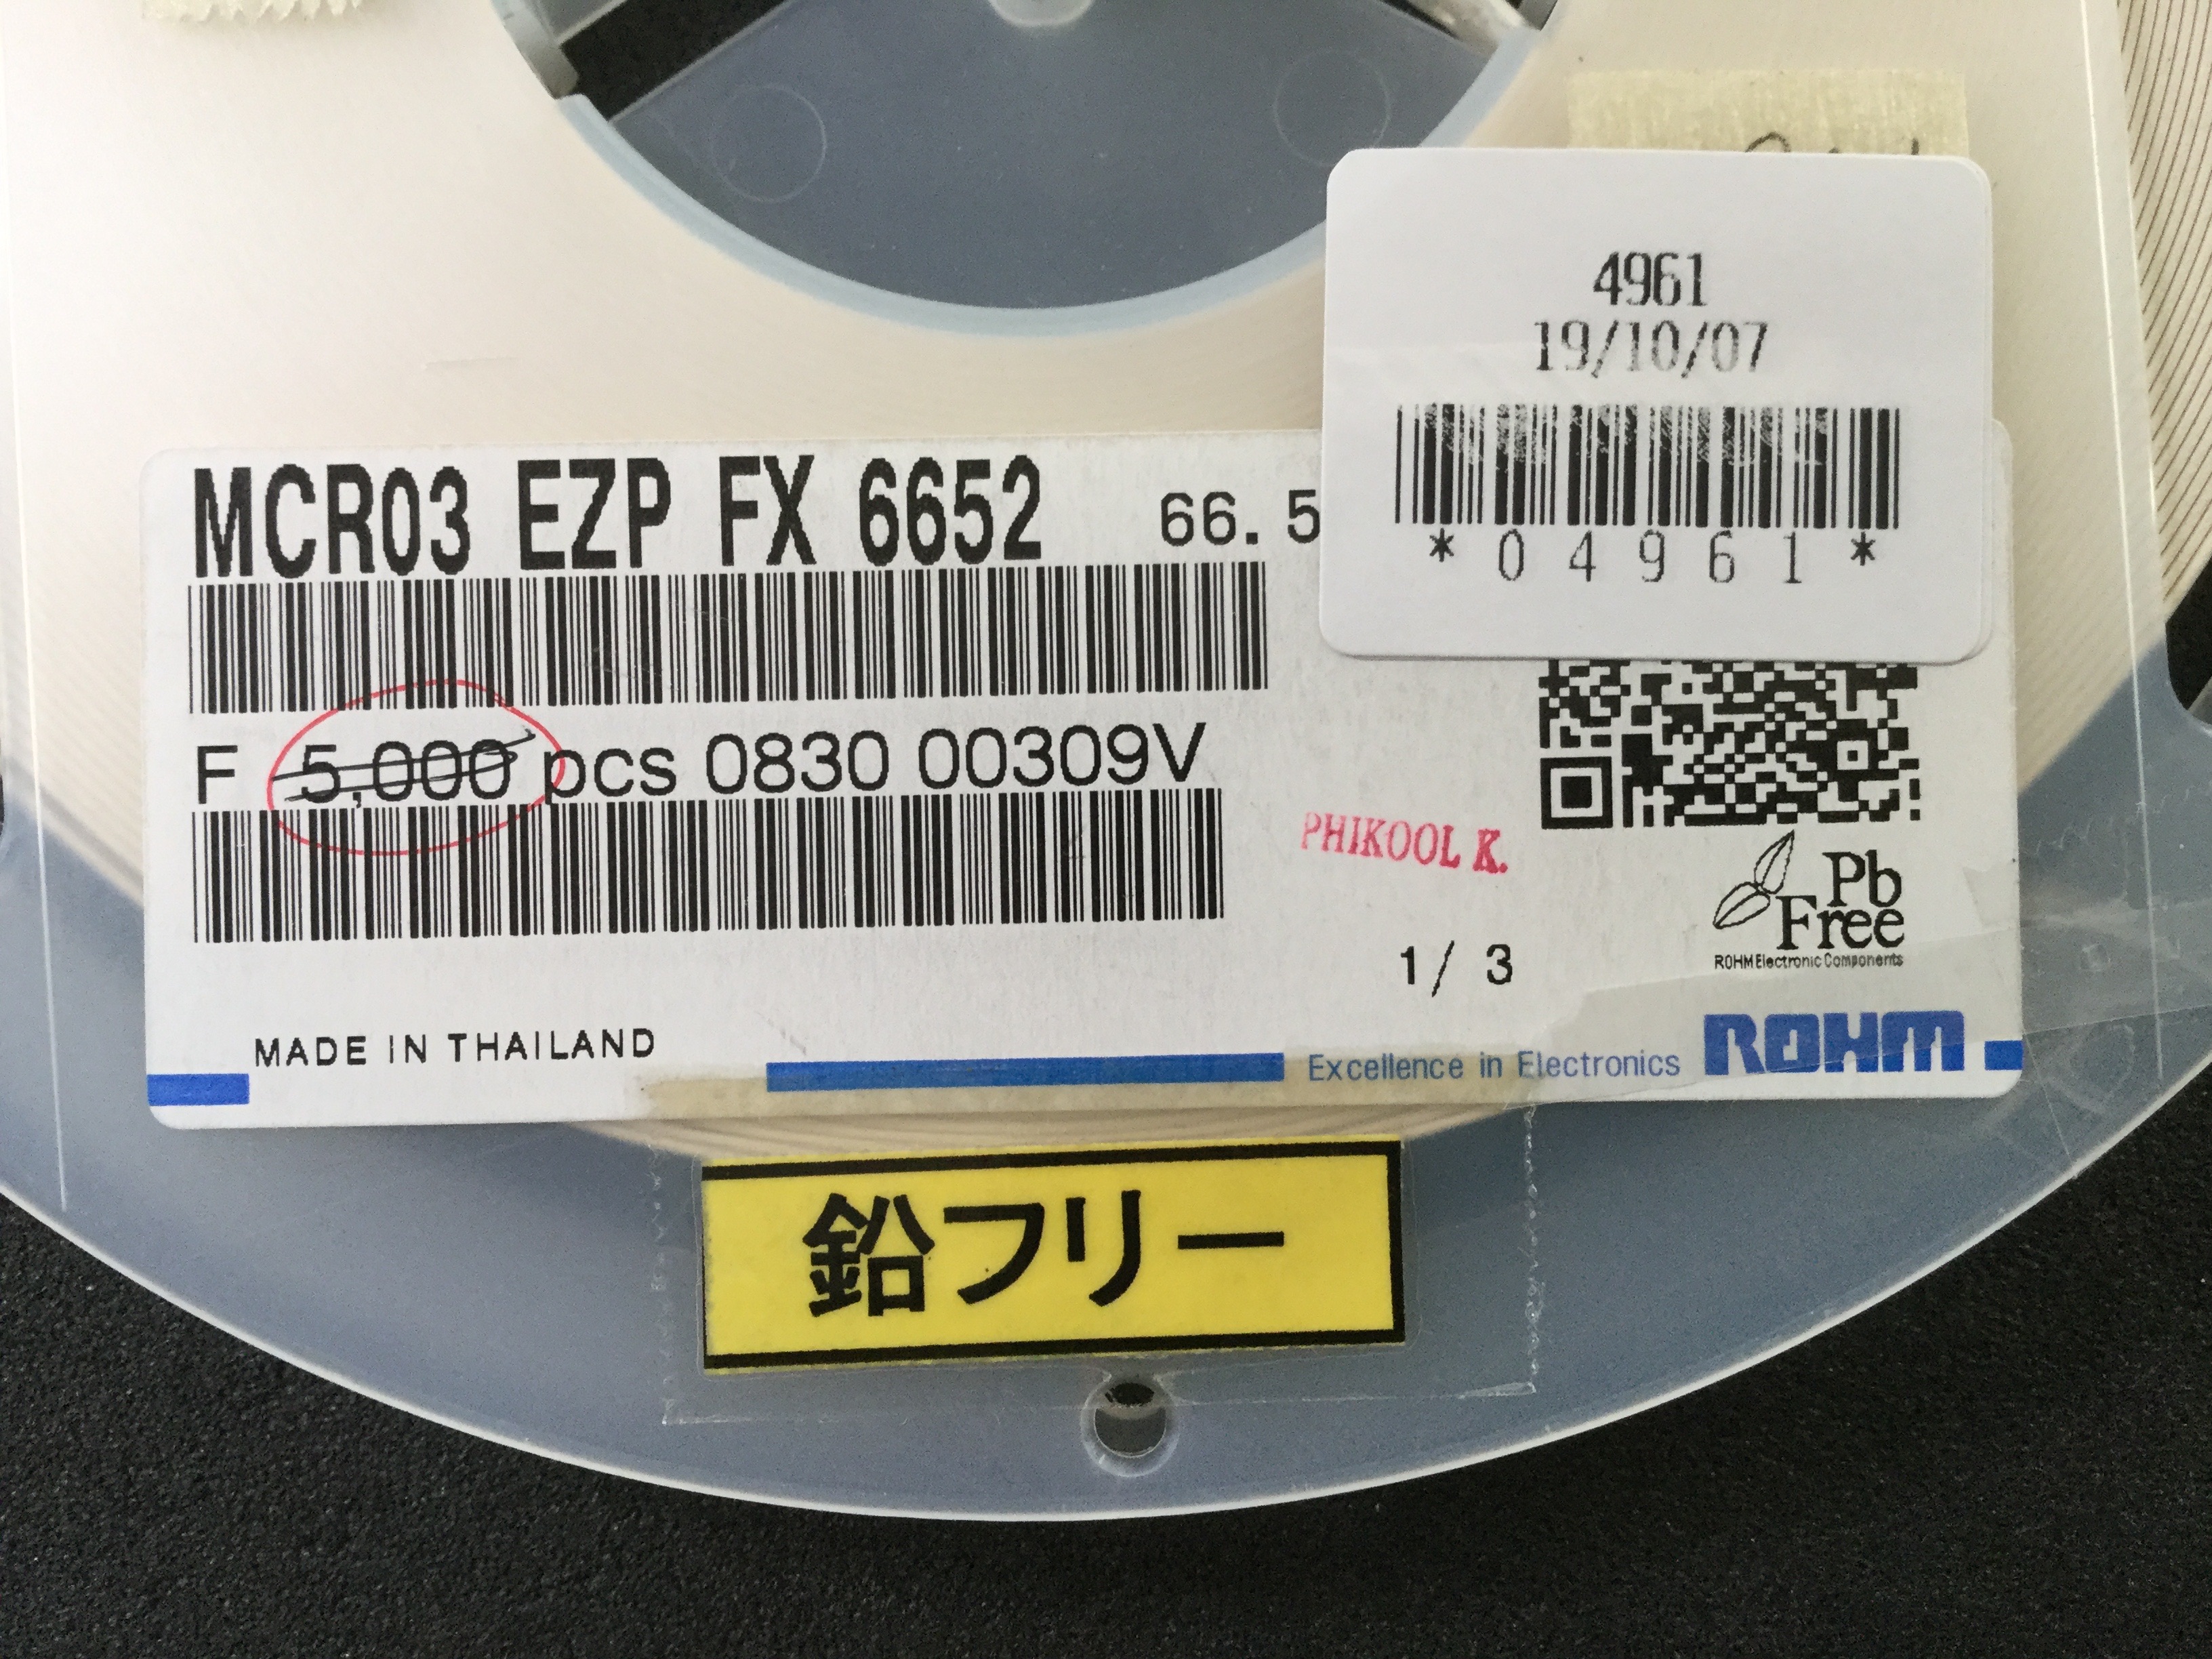 4961
19/10/07
*04961*
MCR03 EZP FX 6652 66.5
F 5,000 pcs 0830 00309V
PHIKOOL K.
Pb
Free
ROHM Electronic Components
1/ 3
MADE IN THAILAND
Excellence in Electronics ROHM
鉛フリー